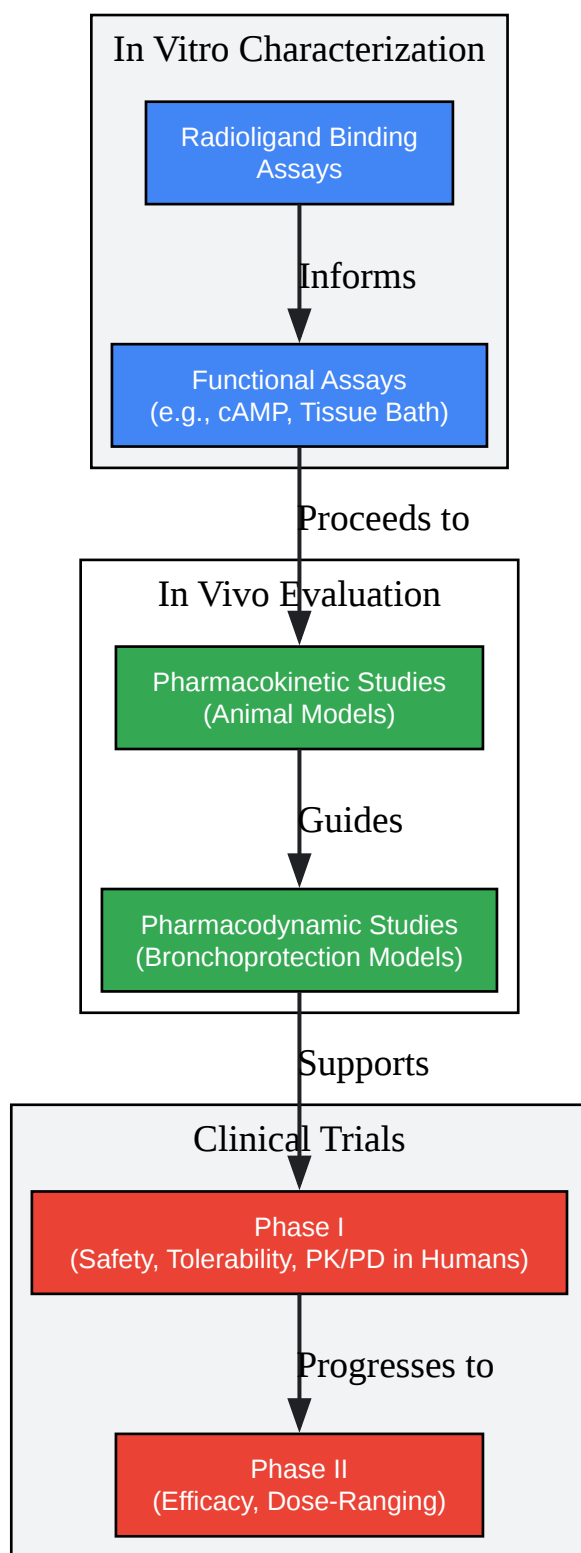 In Vitro Characterization
Radioligand Binding
Assays
Informs
Functional Assays
(e.g., cAMP, Tissue Bath)
Proceeds to
In Vivo Evaluation
Pharmacokinetic Studies
(Animal Models)
Guides
Pharmacodynamic Studies
(Bronchoprotection Models)
Supports
Clinical Trials
Phase I
(Safety, Tolerability, PK/PD in Humans)
Progresses to
Phase II
(Efficacy, Dose-Ranging)